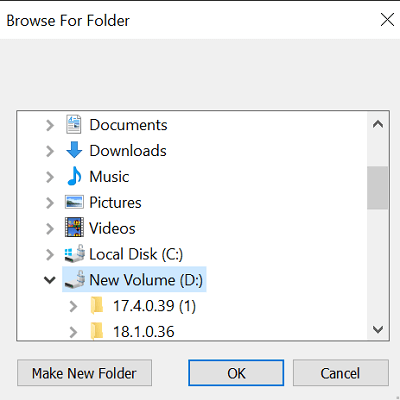 Browse For Folder
Documents
Downloads
Music
Pictures
Videos
Local Disk (C:)
New Volume (D:)
17.4.0.39 (1)
18.1.0.36
Make New Folder
OK
Cancel